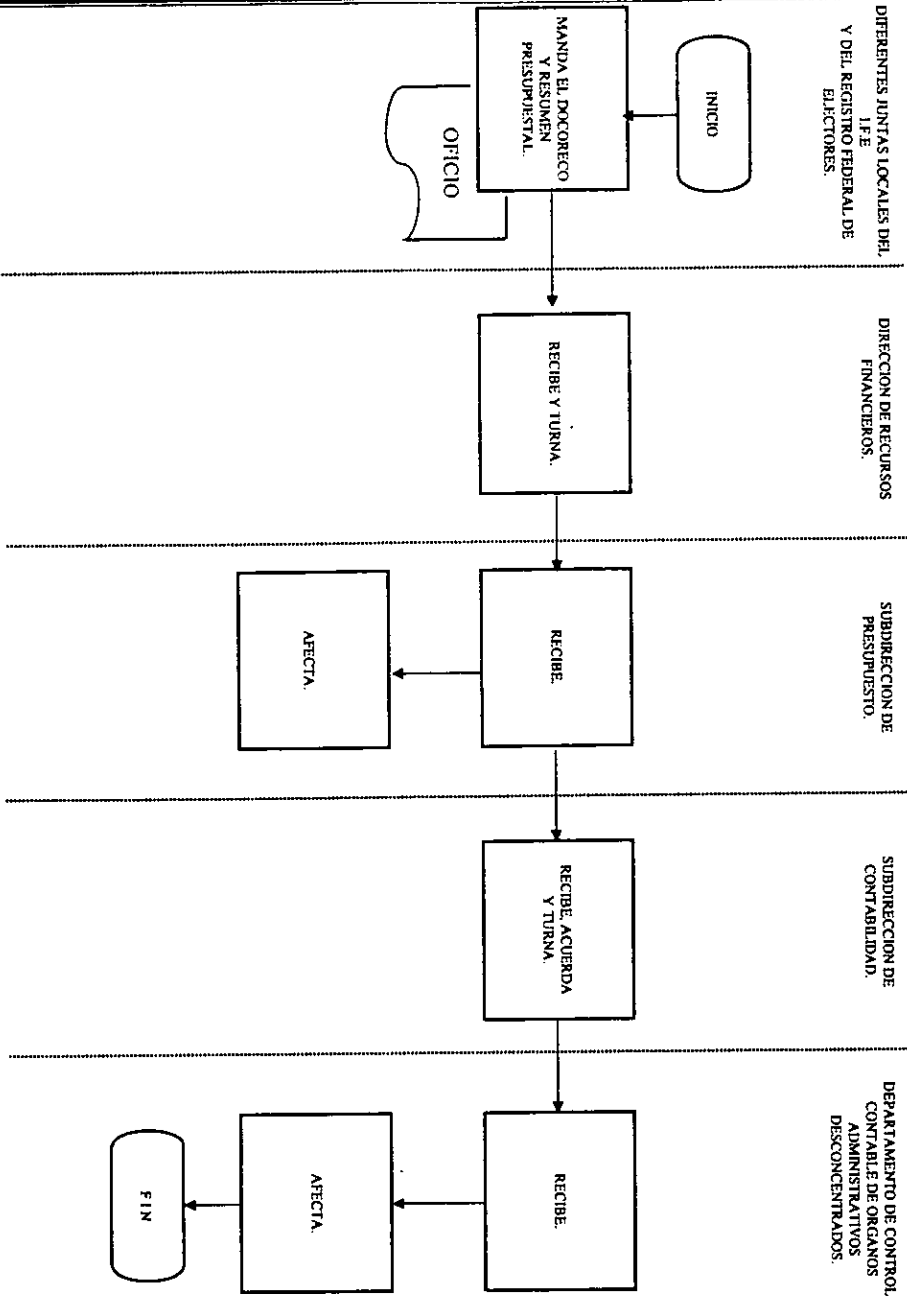 DIFERENTES JUNTAS LOCALES DEL
I.F.E
Y DEL REGISTRO FEDERAL DE
ELECTORES.
INICIO
MANDA EL DOCORECO
Y RESUMEN
PRESUPUESTAL.
OFICIO
DIRECCION DE RECURSOS
FINANCIEROS.
RECIBE Y TURNA.
SUBDIRECCION DE
PRESUPUESTO.
RECIBE.
AFECTA.
SUBDIRECCION DE
CONTABILIDAD.
RECIBE, ACUERDA
Y TURNA.
DEPARTAMENTO DE CONTROL
CONTABLE DE ORGANOS
ADMINISTRATIVOS
DESCONCENTRADOS.
RECIBE.
AFECTA.
F I N